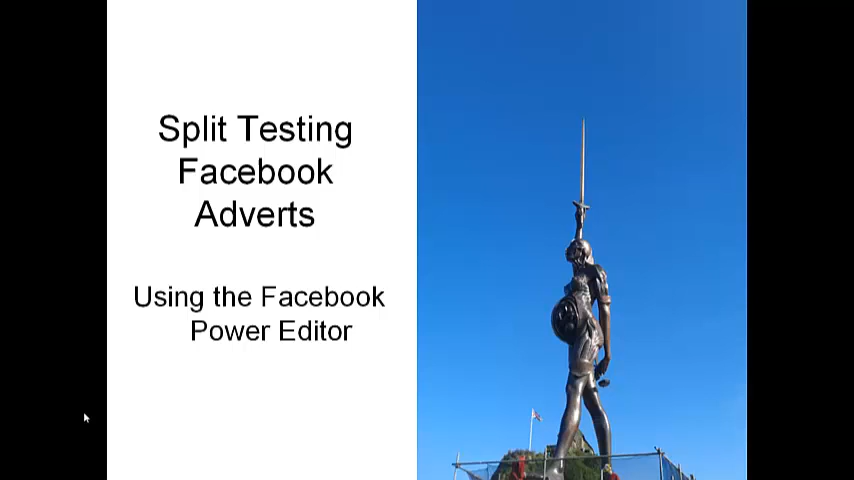 Split Testing
Facebook
Adverts
Using the Facebook
Power Editor